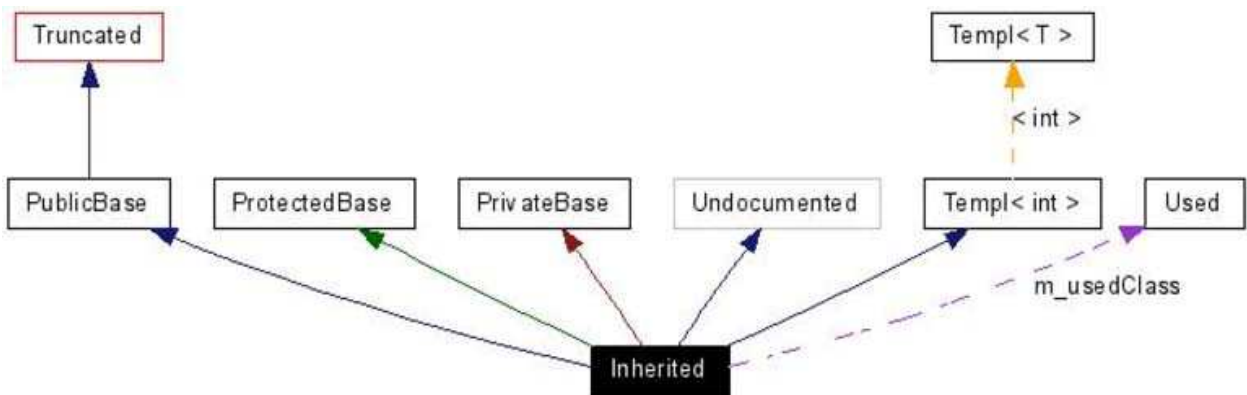 Truncated
Templ< T >
< int >
PublicBase
ProtectedBase
PrivateBase
Undocumented
Templ< int >
Used
m_usedClass
Inherited